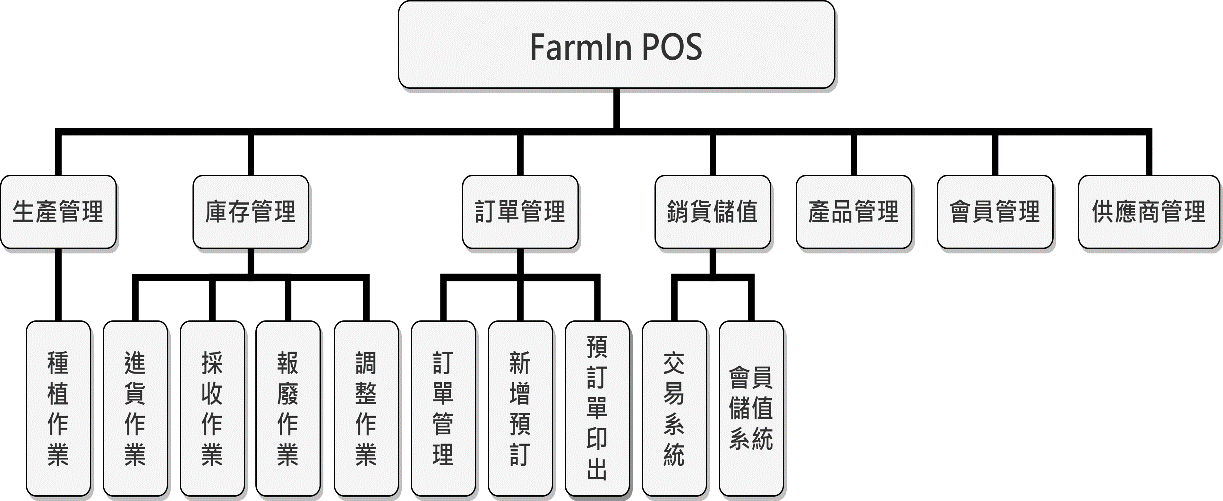 FarmIn POS
生產管理
庫存管理
訂單管理
銷貨儲值
產品管理
會員管理
供應商管理
種植作業
進貨作業
採收作業
報廢作業
調整作業
訂單管理
新增預訂
預訂單印出
交易系統
會員儲值系統